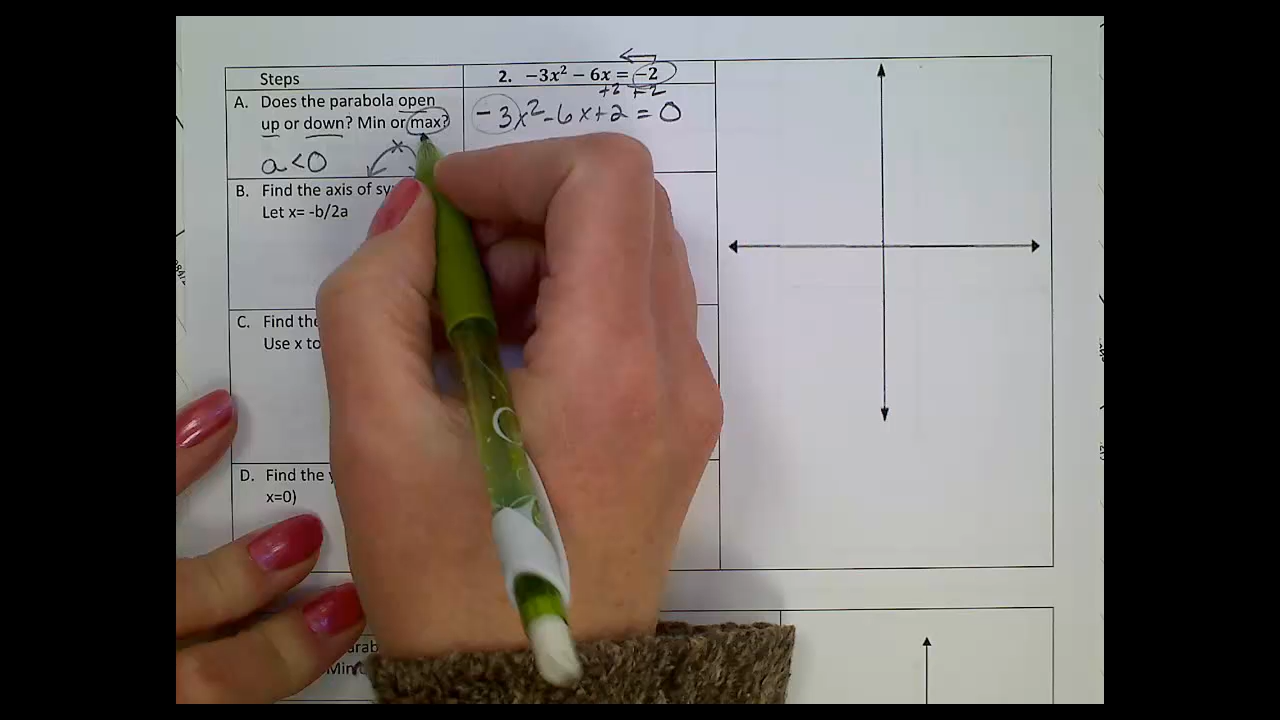 Steps
2. −3x² − 6x = −2
+2 +2
A. Does the parabola open
up or down? Min or max?
-3x²-6x+2=0
a<0
B. Find the axis of
Let x= -b/2a
C. Find the
Use x to
D. Find the
x=0)